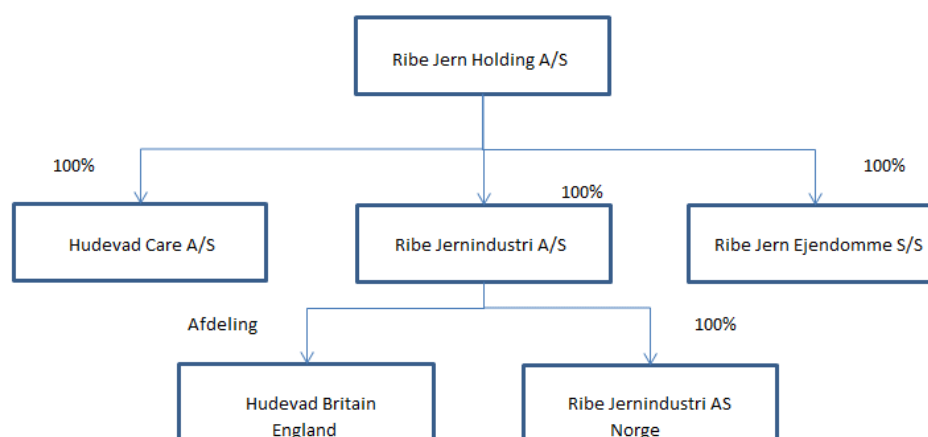 Ribe Jern Holding A/S
100%
100%
100%
Hudevad Care A/S
Ribe Jernindustri A/S
Ribe Jern Ejendomme S/S
Afdeling
100%
Hudevad Britain
England
Ribe Jernindustri AS
Norge